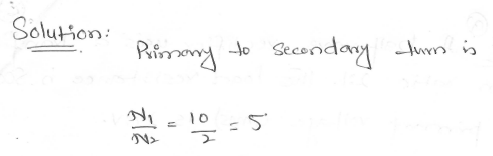 Solution:
Primary to Secondary turn is
N1/N2 = 10/2 = 5